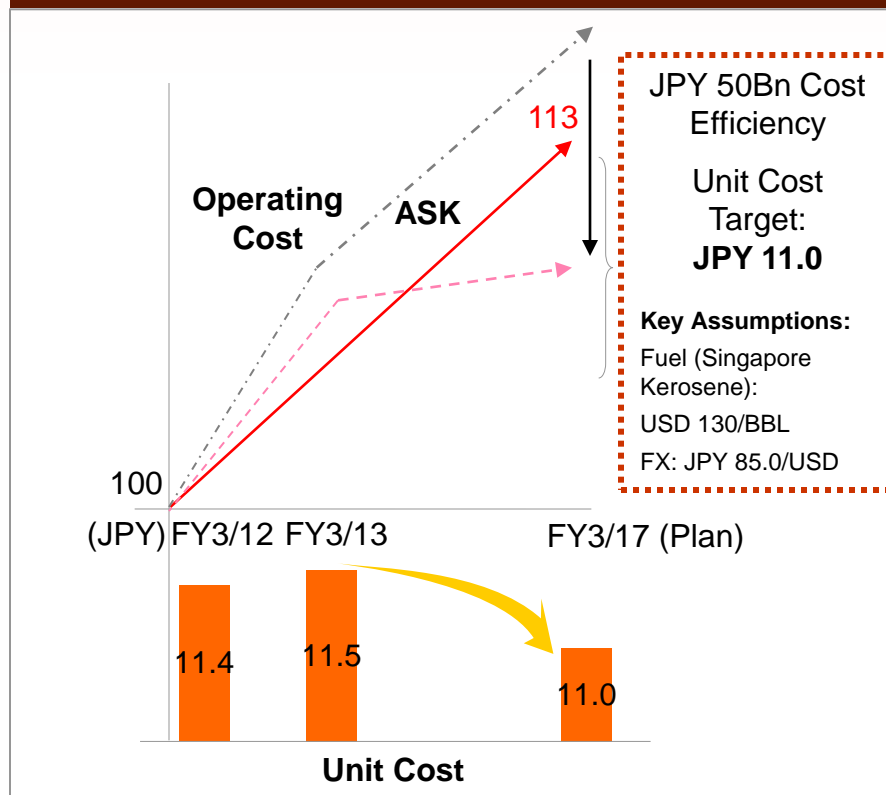 JPY 50Bn Cost
Efficiency
Unit Cost
Target:
JPY 11.0
Key Assumptions:
Fuel (Singapore
Kerosene):
USD 130/BBL
FX: JPY 85.0/USD
113
Operating
Cost
ASK
100
(JPY) FY3/12 FY3/13 FY3/17 (Plan)
11.4 11.5 11.0
Unit Cost